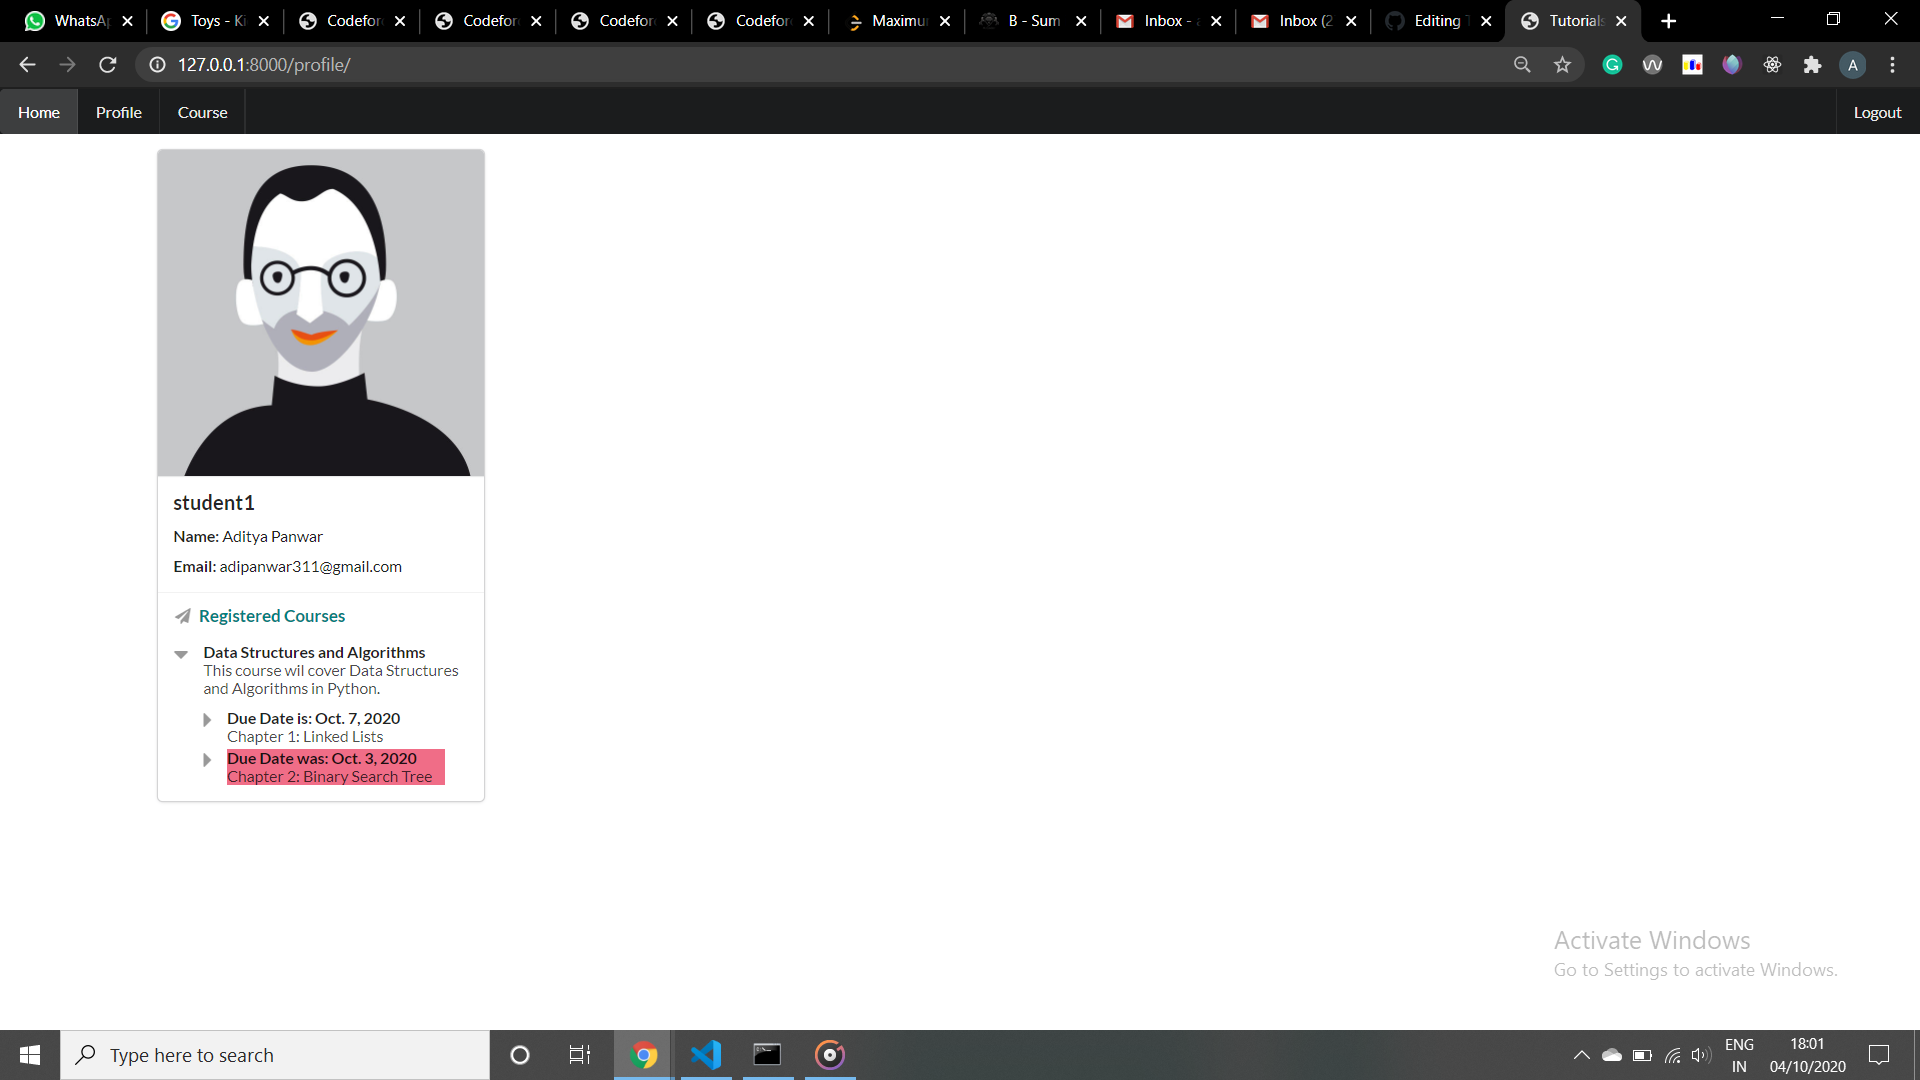 WhatsAp
Toys - Ki
Codefor
Codefor
Codefor
Codefor
Maximu
B - Sum
Inbox - a
Inbox (2
Editing T
Tutorials
127.0.0.1:8000/profile/
A
Home
Profile
Course
Logout
student1
Name: Aditya Panwar
Email: adipanwar311@gmail.com
Registered Courses
Data Structures and Algorithms
This course wil cover Data Structures
and Algorithms in Python.
Due Date is: Oct. 7, 2020
Chapter 1: Linked Lists
Due Date was: Oct. 3, 2020
Chapter 2: Binary Search Tree
Activate Windows
Go to Settings to activate Windows.
Type here to search
ENG
IN
18:01
04/10/2020